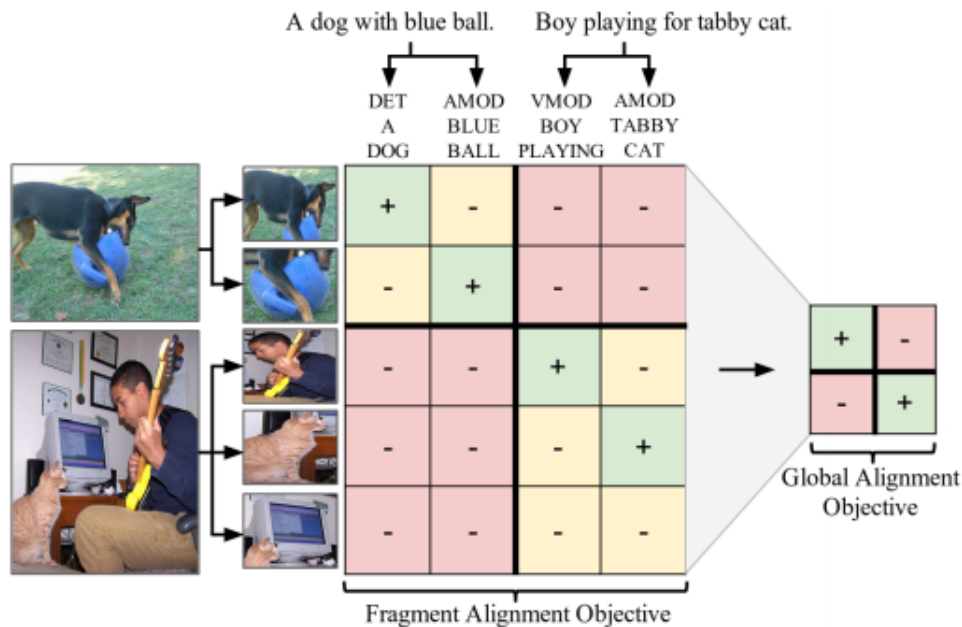 A dog with blue ball.
Boy playing for tabby cat.
DET
A
DOG
AMOD
BLUE
BALL
VMOD
BOY
PLAYING
AMOD
TABBY
CAT
+ - - -
- + - -
- - + -
- - - +
- - - -
+ -
- +
Fragment Alignment Objective
Global Alignment
Objective